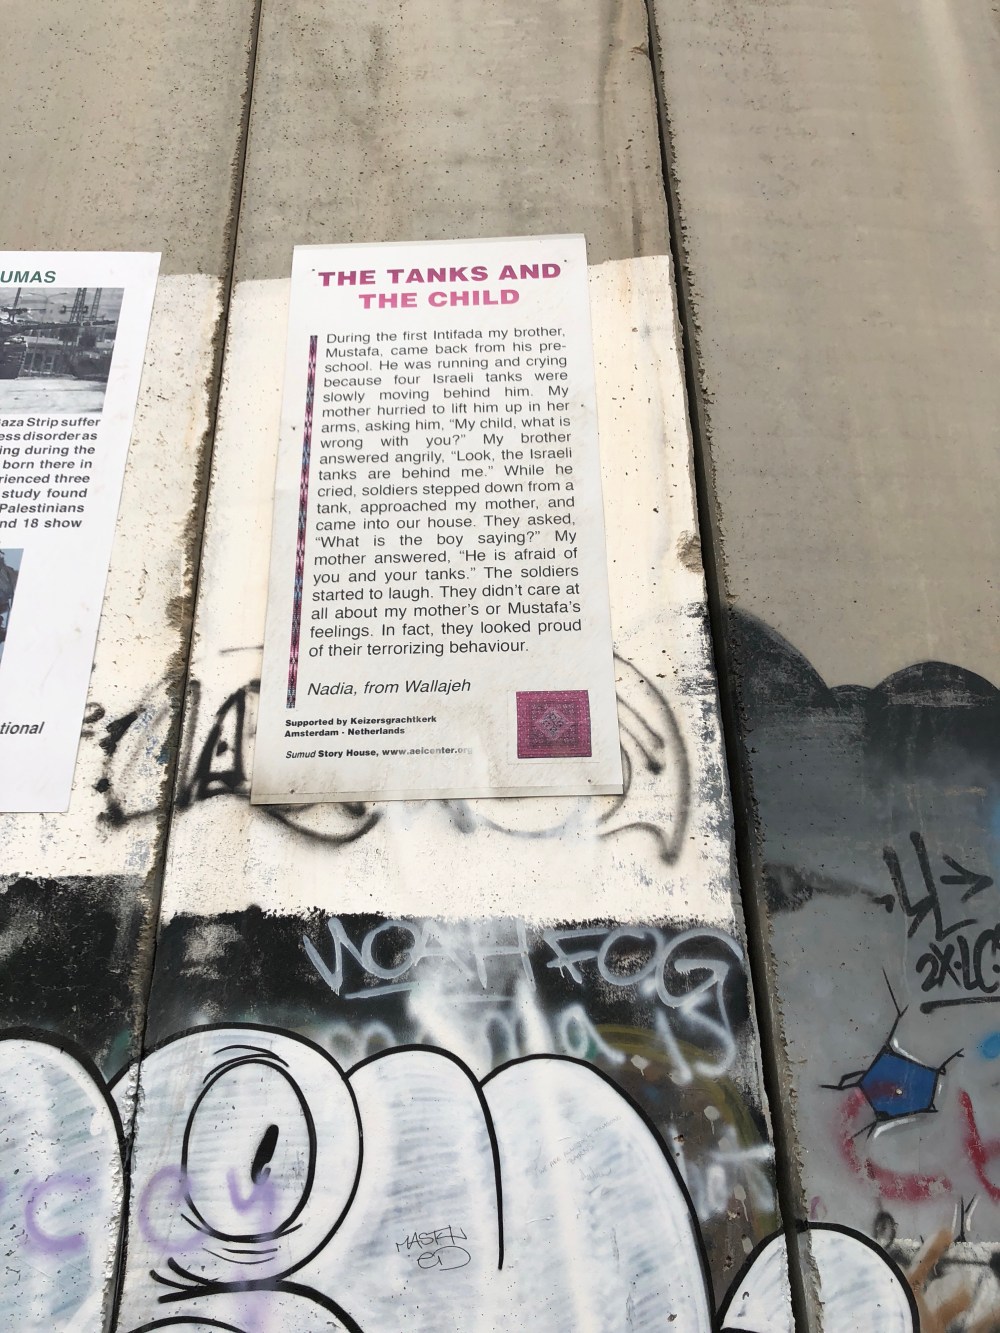 UMAS
aza Strip suffer
ess disorder as
ing during the
born there in
rienced three
study found
Palestinians
nd 18 show
tional
THE TANKS AND
THE CHILD
During the first Intifada my brother,
Mustafa, came back from his pre-
school. He was running and crying
because four Israeli tanks were
slowly moving behind him. My
mother hurried to lift him up in her
arms, asking him, “My child, what is
wrong with you?” My brother
answered angrily, “Look, the Israeli
tanks are behind me.” While he
cried, soldiers stepped down from a
tank, approached my mother, and
came into our house. They asked,
“What is the boy saying?” My
mother answered, “He is afraid of
you and your tanks.” The soldiers
started to laugh. They didn’t care at
all about my mother’s or Mustafa’s
feelings. In fact, they looked proud
of their terrorizing behaviour.
Nadia, from Wallajeh
Supported by Keizersgrachtkerk
Amsterdam - Netherlands
Sumud Story House, www.aeicenter.org
NOAH FOG